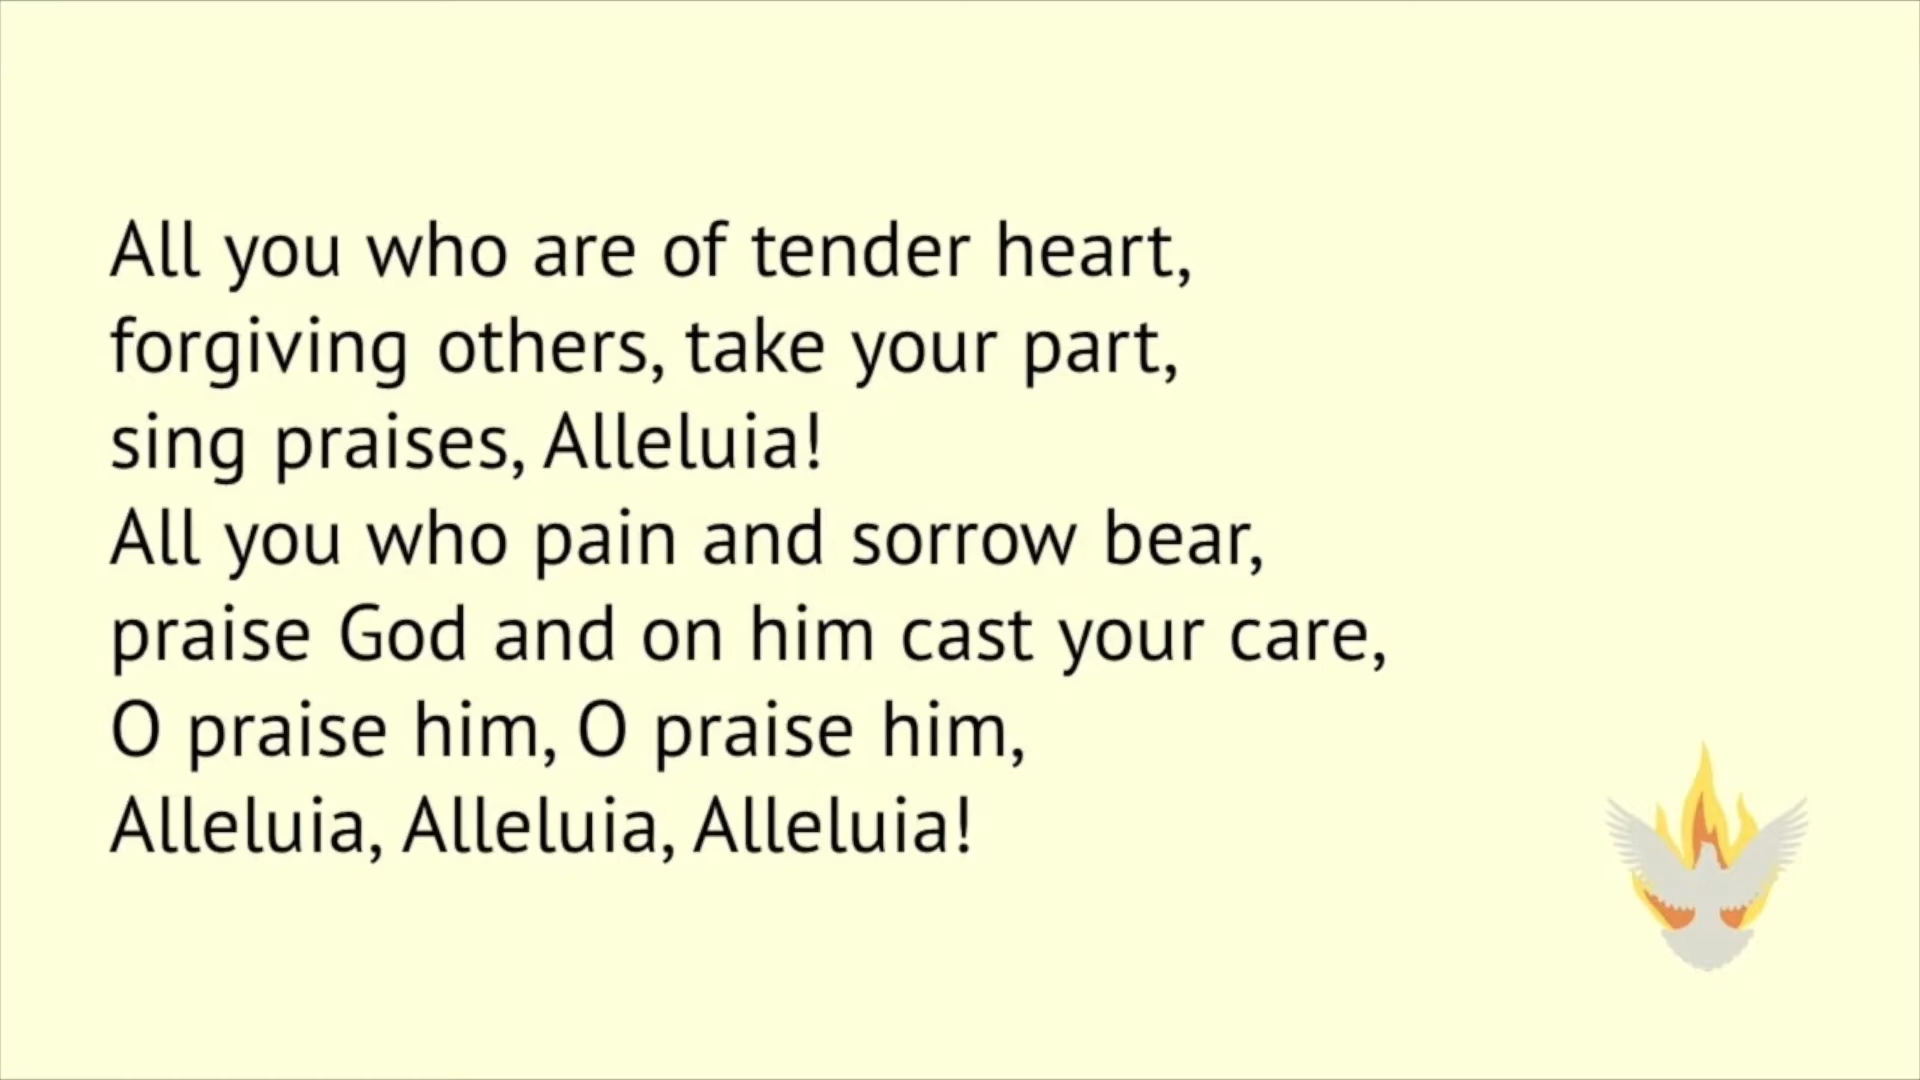 All you who are of tender heart,
forgiving others, take your part,
sing praises, Alleluia!
All you who pain and sorrow bear,
praise God and on him cast your care,
O praise him, O praise him,
Alleluia, Alleluia, Alleluia!